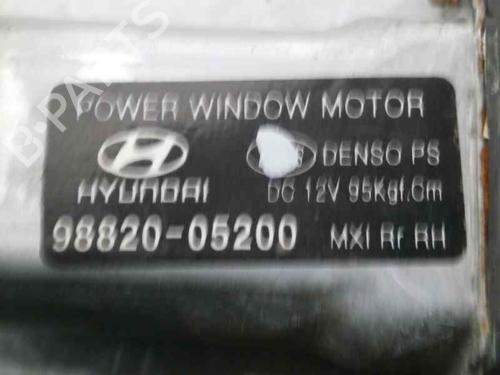 POWER WINDOW MOTOR
DENSO PS
HYUNDAI
DC 12V 95Kgf.Cm
98820-05200
MXI Rr RH
B-PARTS